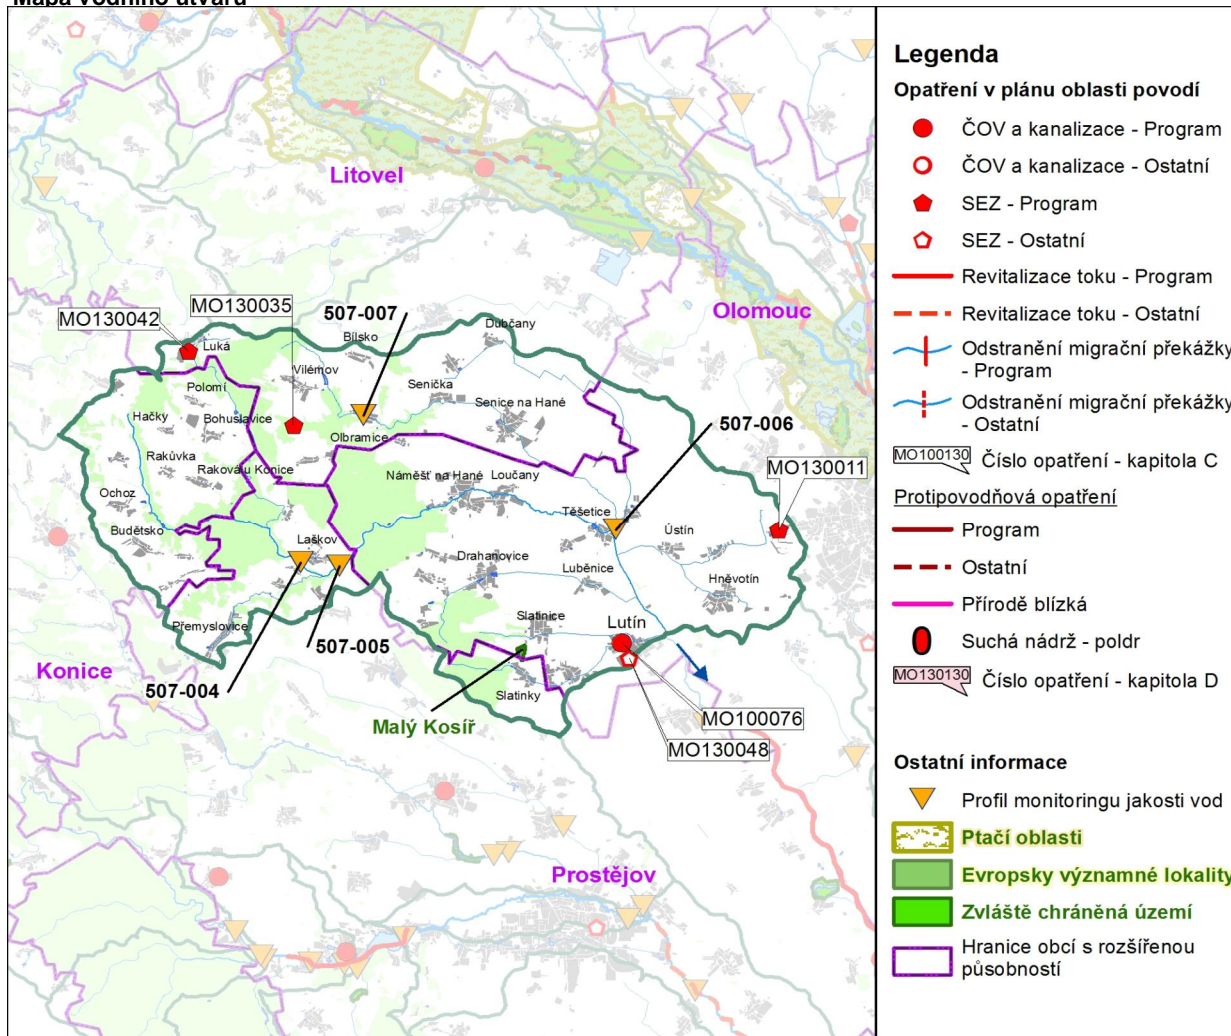 Mapa vodního útvaru
Litovel
Olomouc
MO130042
MO130035
507-007
Dubčany
Bílsko
Luká
Vilémov
Polomí
Senička
Hačky
Bohuslavice
Senice na Hané
507-006
Olbramice
Rakůvka
Raková u Konice
Náměšť na Hané
Loučany
MO130011
Ochoz
Těšetice
Budětsko
Laškov
Ústín
Drahanovice
Luběnice
Hněvotín
Přemyslovice
Slatinice
Lutín
507-005
Konice
507-004
Slatinky
Malý Kosíř
MO100076
MO130048
Prostějov
Legenda
Opatření v plánu oblasti povodí
ČOV a kanalizace - Program
ČOV a kanalizace - Ostatní
SEZ - Program
SEZ - Ostatní
Revitalizace toku - Program
Revitalizace toku - Ostatní
Odstranění migrační překážky
- Program
Odstranění migrační překážky
- Ostatní
MO100130 Číslo opatření - kapitola C
Protipovodňová opatření
Program
Ostatní
Přírodě blízká
Suchá nádrž - poldr
MO130130 Číslo opatření - kapitola D
Ostatní informace
Profil monitoringu jakosti vod
Ptačí oblasti
Evropsky významné lokality
Zvláště chráněná území
Hranice obcí s rozšířenou
působností